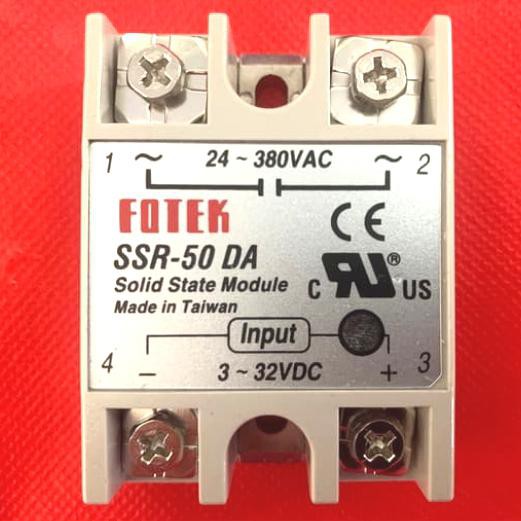 1 ~ 24 ~ 380VAC ~ 2
FOTEK
CE
SSR-50 DA
Solid State Module
C RU® US
Made in Taiwan
Input
4 − 3 ~ 32VDC + 3